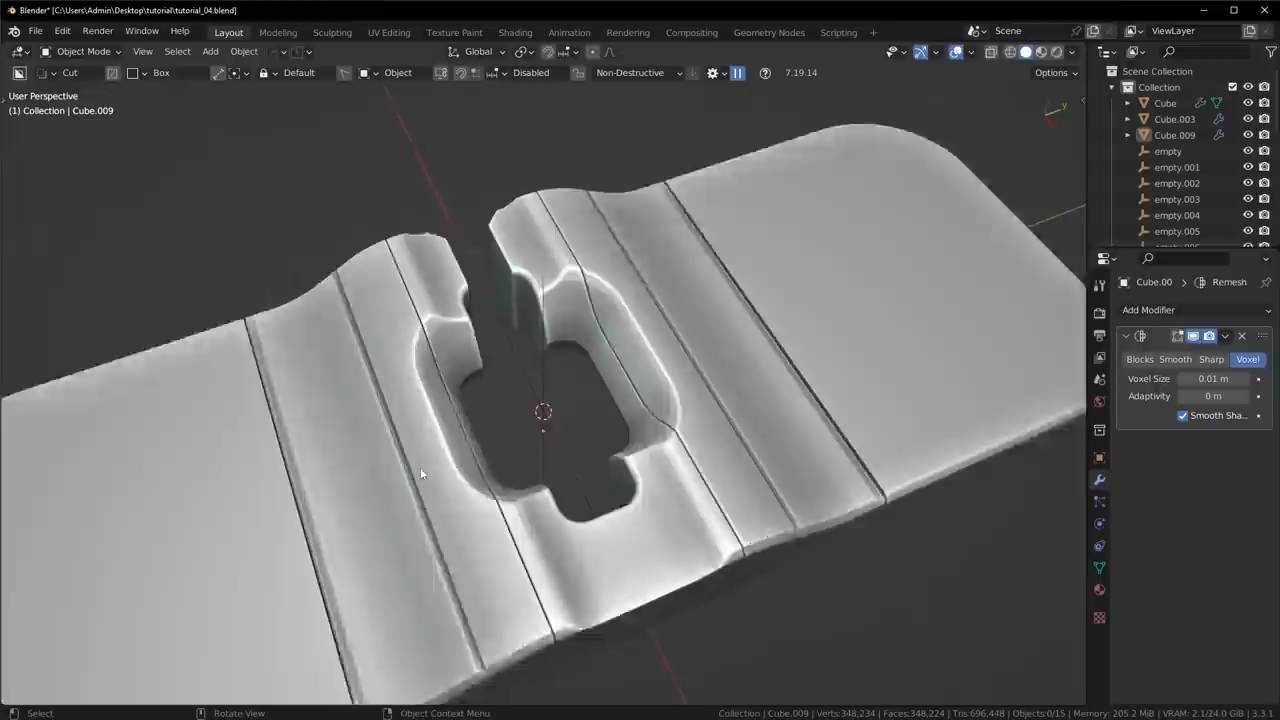 Blender* [C:\Users\Admin\Desktop\tutorial\tutorial_04.blend]
File Edit Render Window Help Layout Modeling Sculpting UV Editing Texture Paint Shading Animation Rendering Compositing Geometry Nodes Scripting + Scene ViewLayer
Object Mode View Select Add Object Global
Cut Box Default Object Disabled Non-Destructive 7.19.14 Options
User Perspective
(1) Collection | Cube.009
Y
Scene Collection
Collection
Cube
Cube.003
Cube.009
empty
empty.001
empty.002
empty.003
empty.004
empty.005
Cube.00 > Remesh
Add Modifier
Blocks Smooth Sharp Voxel
Voxel Size 0.01 m
Adaptivity 0 m
Smooth Sha...
Select Rotate View Object Context Menu Collection | Cube.009 | Verts:348,234 | Faces:348,224 | Tris:696,448 | Objects:0/15 | Memory: 205.2 MiB | VRAM: 2.1/24.0 GiB | 3.3.1